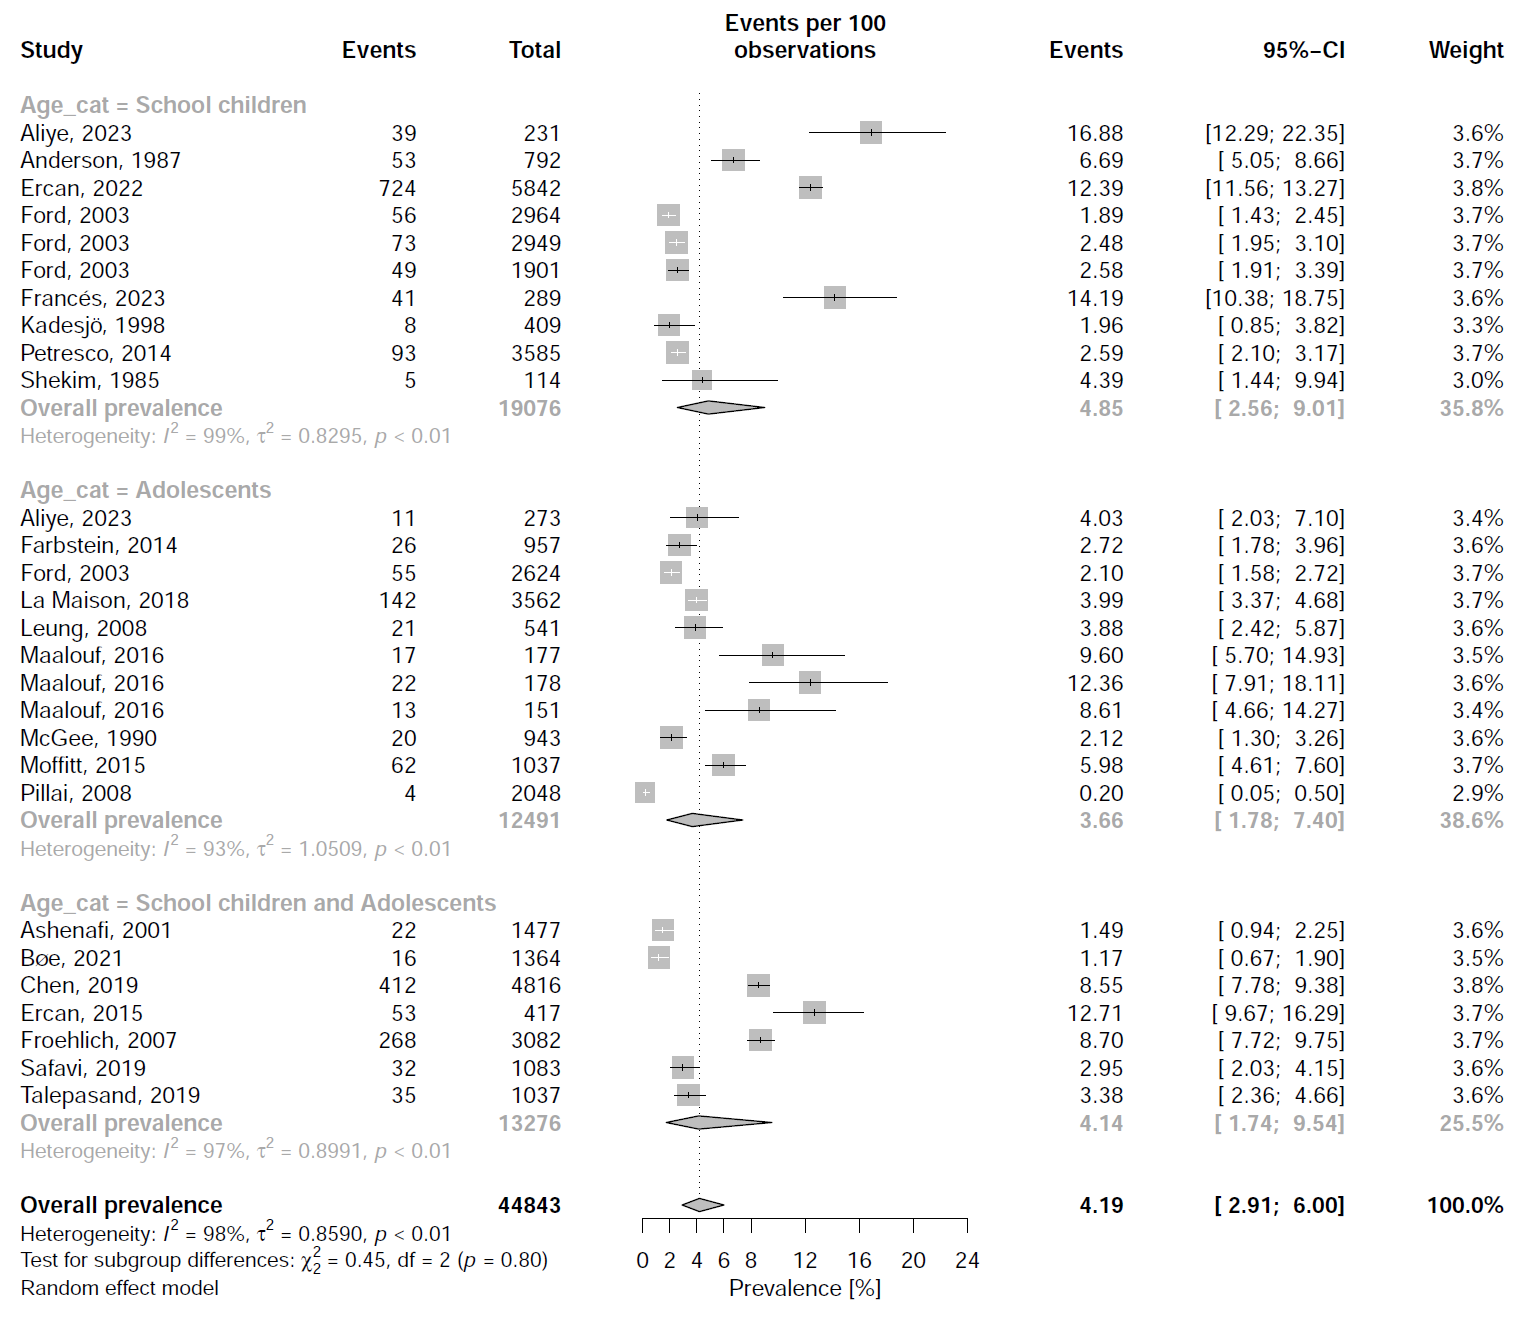 Events per 100
Study Events Total observations Events 95%−CI Weight
Age_cat = School children
Aliye, 2023 39 231 16.88 [12.29; 22.35] 3.6%
Anderson, 1987 53 792 6.69 [ 5.05; 8.66] 3.7%
Ercan, 2022 724 5842 12.39 [11.56; 13.27] 3.8%
Ford, 2003 56 2964 1.89 [ 1.43; 2.45] 3.7%
Ford, 2003 73 2949 2.48 [ 1.95; 3.10] 3.7%
Ford, 2003 49 1901 2.58 [ 1.91; 3.39] 3.7%
Francés, 2023 41 289 14.19 [10.38; 18.75] 3.6%
Kadesjö, 1998 8 409 1.96 [ 0.85; 3.82] 3.3%
Petresco, 2014 93 3585 2.59 [ 2.10; 3.17] 3.7%
Shekim, 1985 5 114 4.39 [ 1.44; 9.94] 3.0%
Overall prevalence 19076 4.85 [ 2.56; 9.01] 35.8%
Heterogeneity: I² = 99%, τ² = 0.8295, p < 0.01
Age_cat = Adolescents
Aliye, 2023 11 273 4.03 [ 2.03; 7.10] 3.4%
Farbstein, 2014 26 957 2.72 [ 1.78; 3.96] 3.6%
Ford, 2003 55 2624 2.10 [ 1.58; 2.72] 3.7%
La Maison, 2018 142 3562 3.99 [ 3.37; 4.68] 3.7%
Leung, 2008 21 541 3.88 [ 2.42; 5.87] 3.6%
Maalouf, 2016 17 177 9.60 [ 5.70; 14.93] 3.5%
Maalouf, 2016 22 178 12.36 [ 7.91; 18.11] 3.6%
Maalouf, 2016 13 151 8.61 [ 4.66; 14.27] 3.4%
McGee, 1990 20 943 2.12 [ 1.30; 3.26] 3.6%
Moffitt, 2015 62 1037 5.98 [ 4.61; 7.60] 3.7%
Pillai, 2008 4 2048 0.20 [ 0.05; 0.50] 2.9%
Overall prevalence 12491 3.66 [ 1.78; 7.40] 38.6%
Heterogeneity: I² = 93%, τ² = 1.0509, p < 0.01
Age_cat = School children and Adolescents
Ashenafi, 2001 22 1477 1.49 [ 0.94; 2.25] 3.6%
Bøe, 2021 16 1364 1.17 [ 0.67; 1.90] 3.5%
Chen, 2019 412 4816 8.55 [ 7.78; 9.38] 3.8%
Ercan, 2015 53 417 12.71 [ 9.67; 16.29] 3.7%
Froehlich, 2007 268 3082 8.70 [ 7.72; 9.75] 3.7%
Safavi, 2019 32 1083 2.95 [ 2.03; 4.15] 3.6%
Talepasand, 2019 35 1037 3.38 [ 2.36; 4.66] 3.6%
Overall prevalence 13276 4.14 [ 1.74; 9.54] 25.5%
Heterogeneity: I² = 97%, τ² = 0.8991, p < 0.01
Overall prevalence 44843 4.19 [ 2.91; 6.00] 100.0%
Heterogeneity: I² = 98%, τ² = 0.8590, p < 0.01
Test for subgroup differences: χ²₂ = 0.45, df = 2 (p = 0.80)
0 2 4 6 8 12 16 20 24
Random effect model
Prevalence [%]